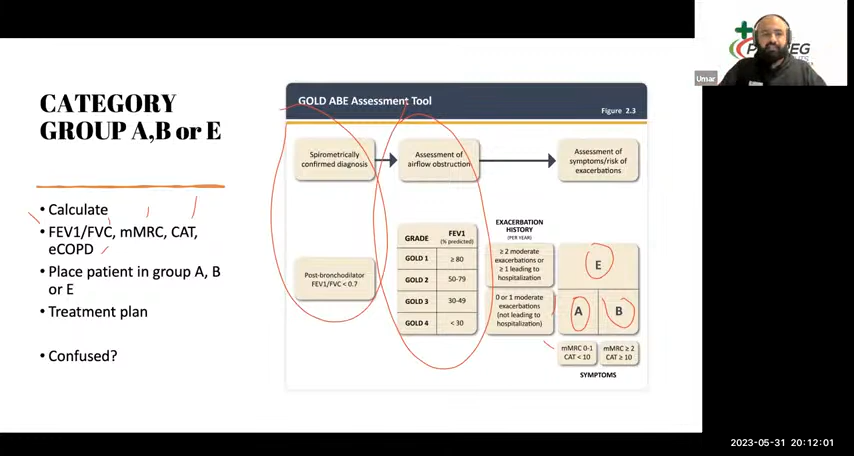 CATEGORY
GROUP A,B or E
• Calculate
• FEV1/FVC, mMRC, CAT,
eCOPD
• Place patient in group A, B
or E
• Treatment plan
• Confused?
GOLD ABE Assessment Tool
Figure 2.3
Spirometrically
confirmed diagnosis
Assessment of
airflow obstruction
Assessment of
symptoms/risk of
exacerbations
Post-bronchodilator
FEV1/FVC < 0.7
GRADE
FEV1
(% predicted)
GOLD 1 ≥ 80
GOLD 2 50-79
GOLD 3 30-49
GOLD 4 < 30
EXACERBATION
HISTORY
(PER YEAR)
≥ 2 moderate
exacerbations or
≥ 1 leading to
hospitalization
0 or 1 moderate
exacerbations
(not leading to
hospitalization)
E
A
B
mMRC 0-1
CAT < 10
mMRC ≥ 2
CAT ≥ 10
SYMPTOMS
Umar
2023-05-31 20:12:01